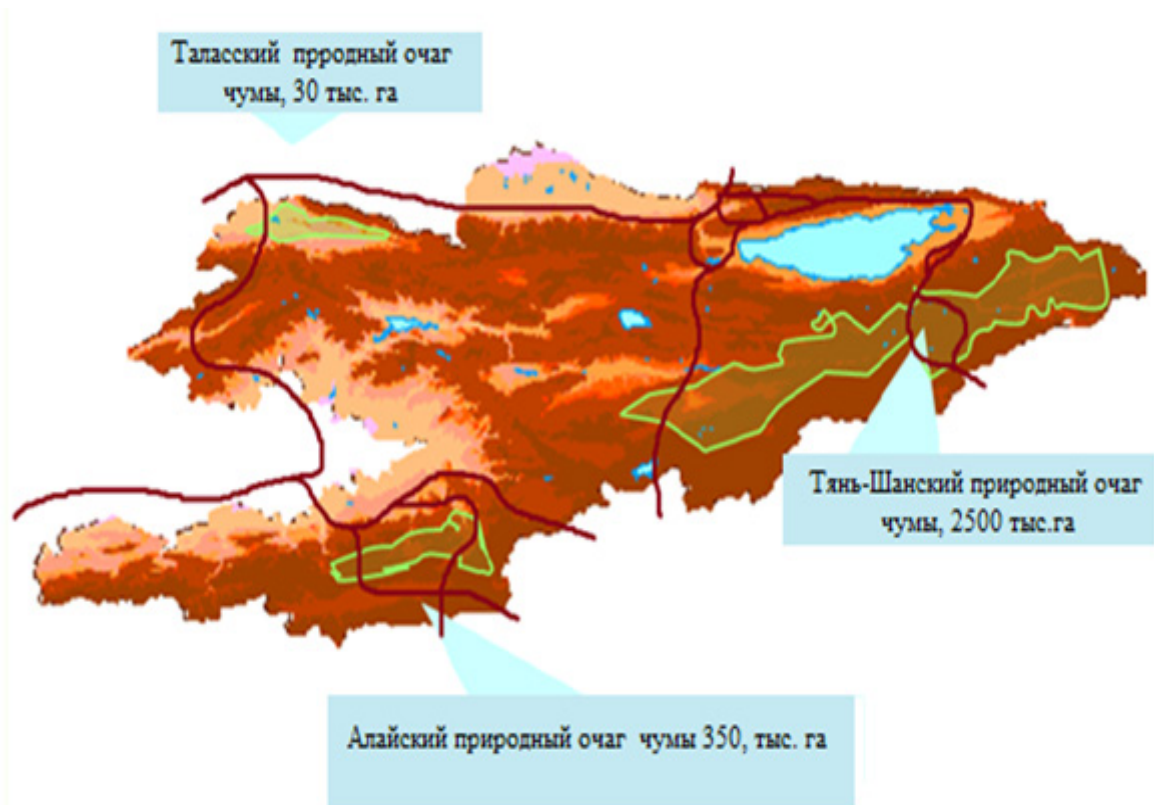 Таласский прродный очаг
чумы, 30 тыс. га
Тянь-Шанский природный очаг
чумы, 2500 тыс.га
Алайский природный очаг чумы 350, тыс. га